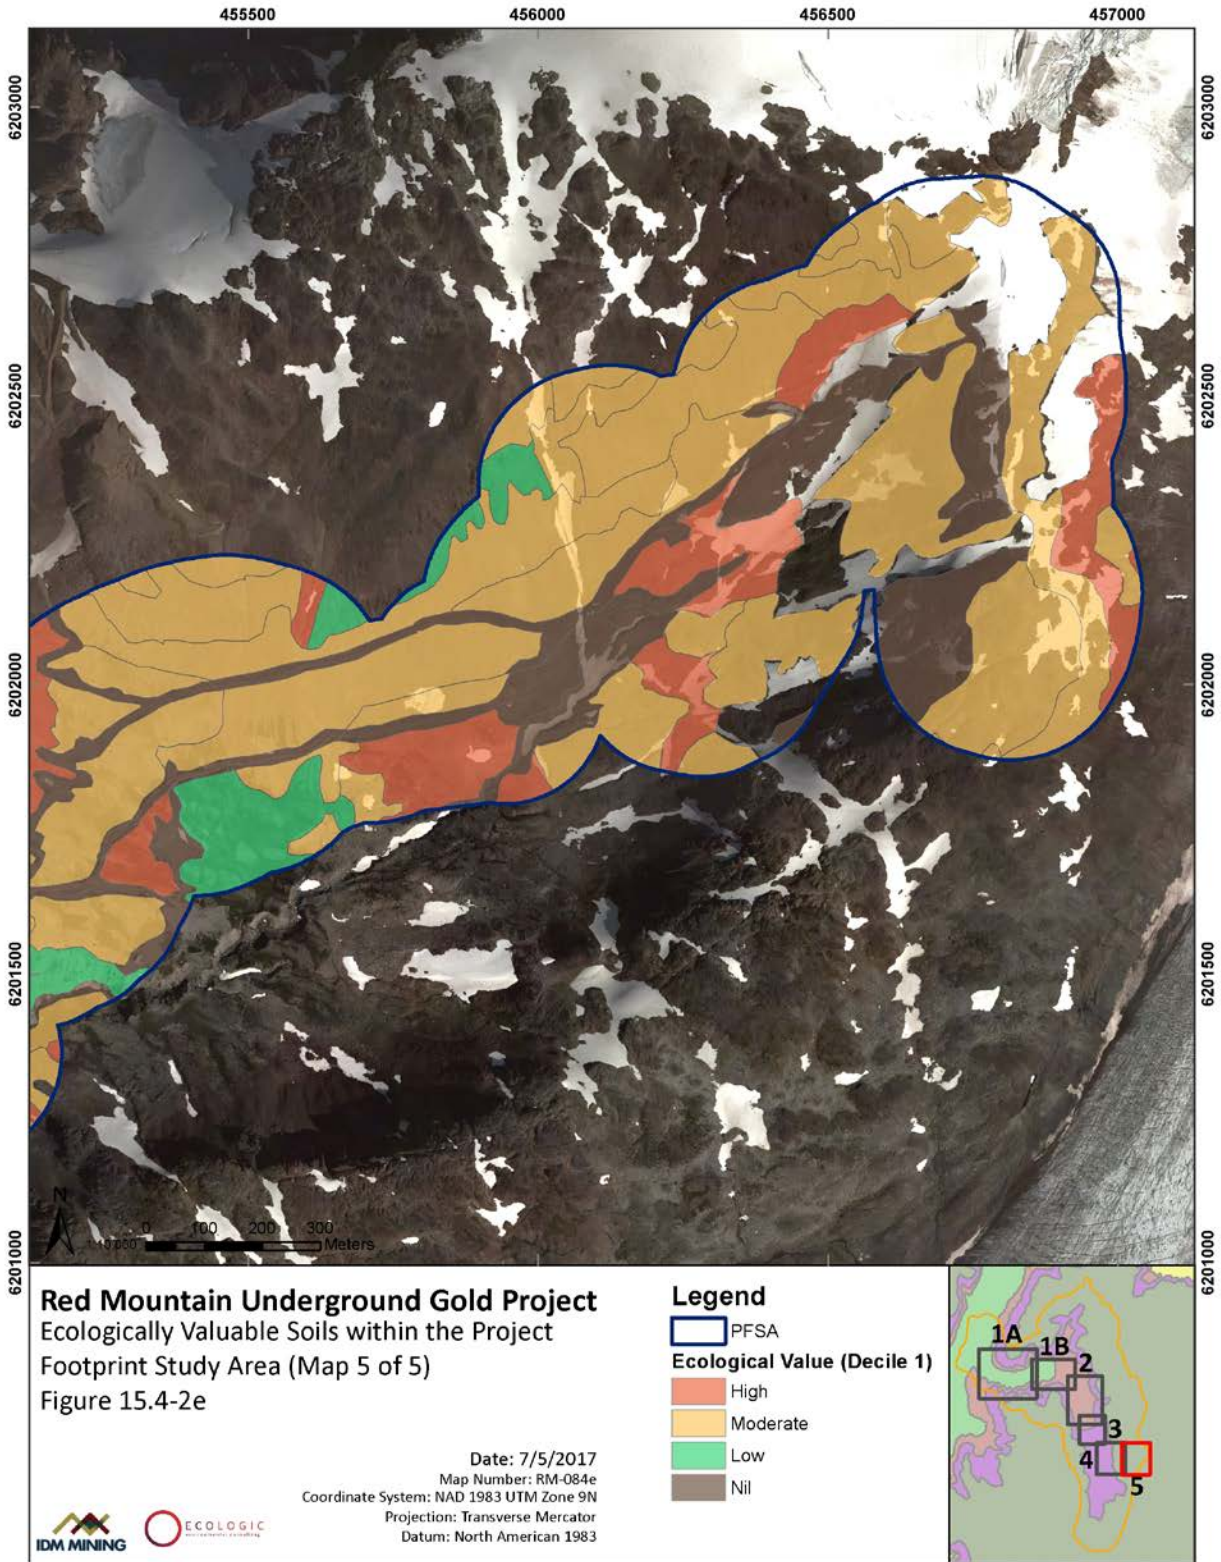 455500 456000 456500 457000
6203000 6203000
6202500 6202500
6202000 6202000
6201500 6201500
6201000 6201000
N
0 100 200 300
Meters
Red Mountain Underground Gold Project
Ecologically Valuable Soils within the Project
Footprint Study Area (Map 5 of 5)
Figure 15.4-2e
Date: 7/5/2017
Map Number: RM-084e
Coordinate System: NAD 1983 UTM Zone 9N
Projection: Transverse Mercator
Datum: North American 1983
IDM MINING
ECOLOGIC
Legend
PFSA
Ecological Value (Decile 1)
High
Moderate
Low
Nil
1A
1B
2
3
4
5